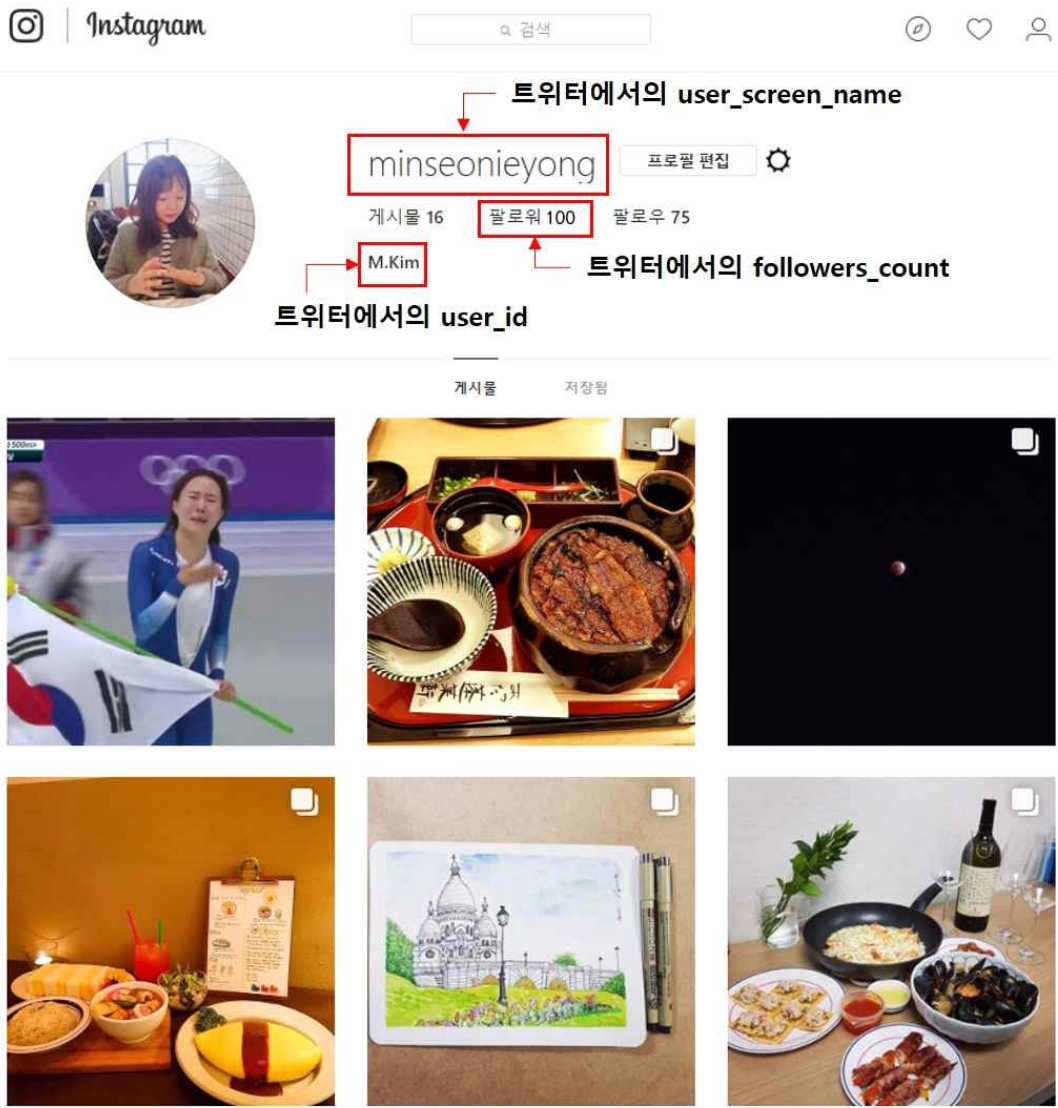 Instagram
검색
트위터에서의 user_screen_name
minseonieyong
프로필 편집
게시물 16 팔로워 100 팔로우 75
M.Kim
트위터에서의 followers_count
트위터에서의 user_id
게시물 저장됨
500m>